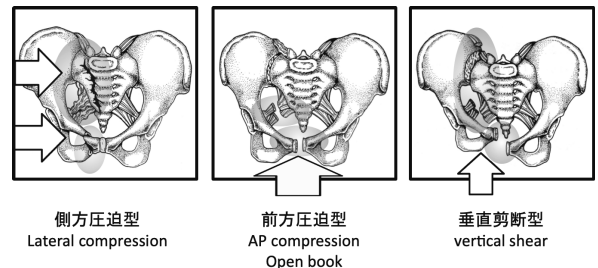 側方圧迫型
Lateral compression
前方圧迫型
AP compression
Open book
垂直剪断型
vertical shear